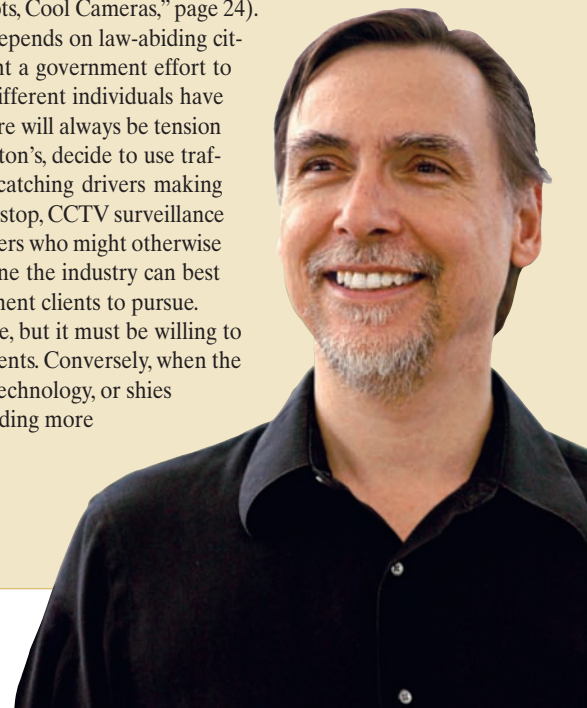 ots, Cool Cameras,” page 24).
epends on law-abiding cit-
nt a government effort to
ifferent individuals have
re will always be tension
ton’s, decide to use traf-
catching drivers making
stop, CCTV surveillance
ers who might otherwise
ne the industry can best
ment clients to pursue.
e, but it must be willing to
ents. Conversely, when the
echnology, or shies
ding more